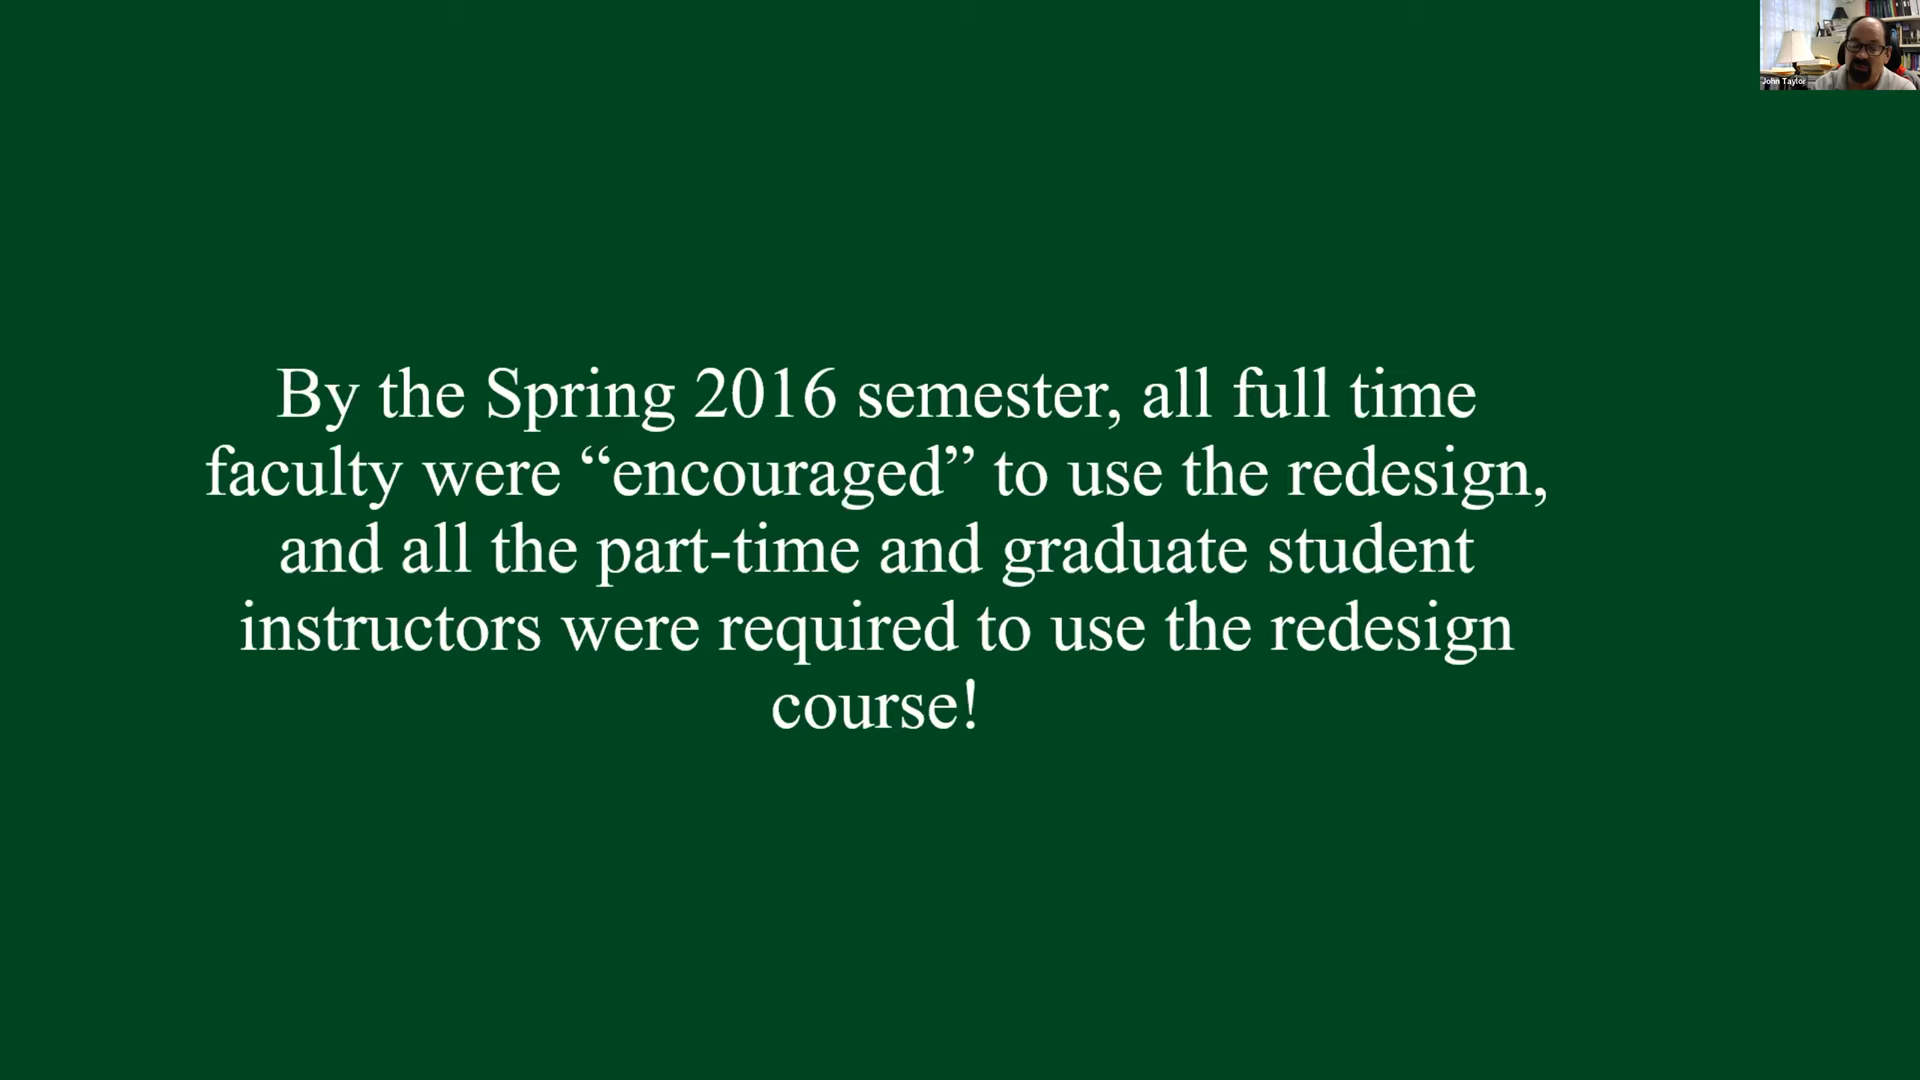 John Taylor
By the Spring 2016 semester, all full time
faculty were “encouraged” to use the redesign,
and all the part-time and graduate student
instructors were required to use the redesign
course!